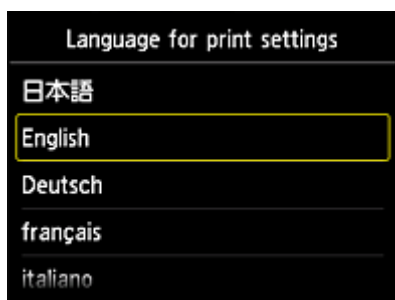 Language for print settings
日本語
English
Deutsch
français
italiano